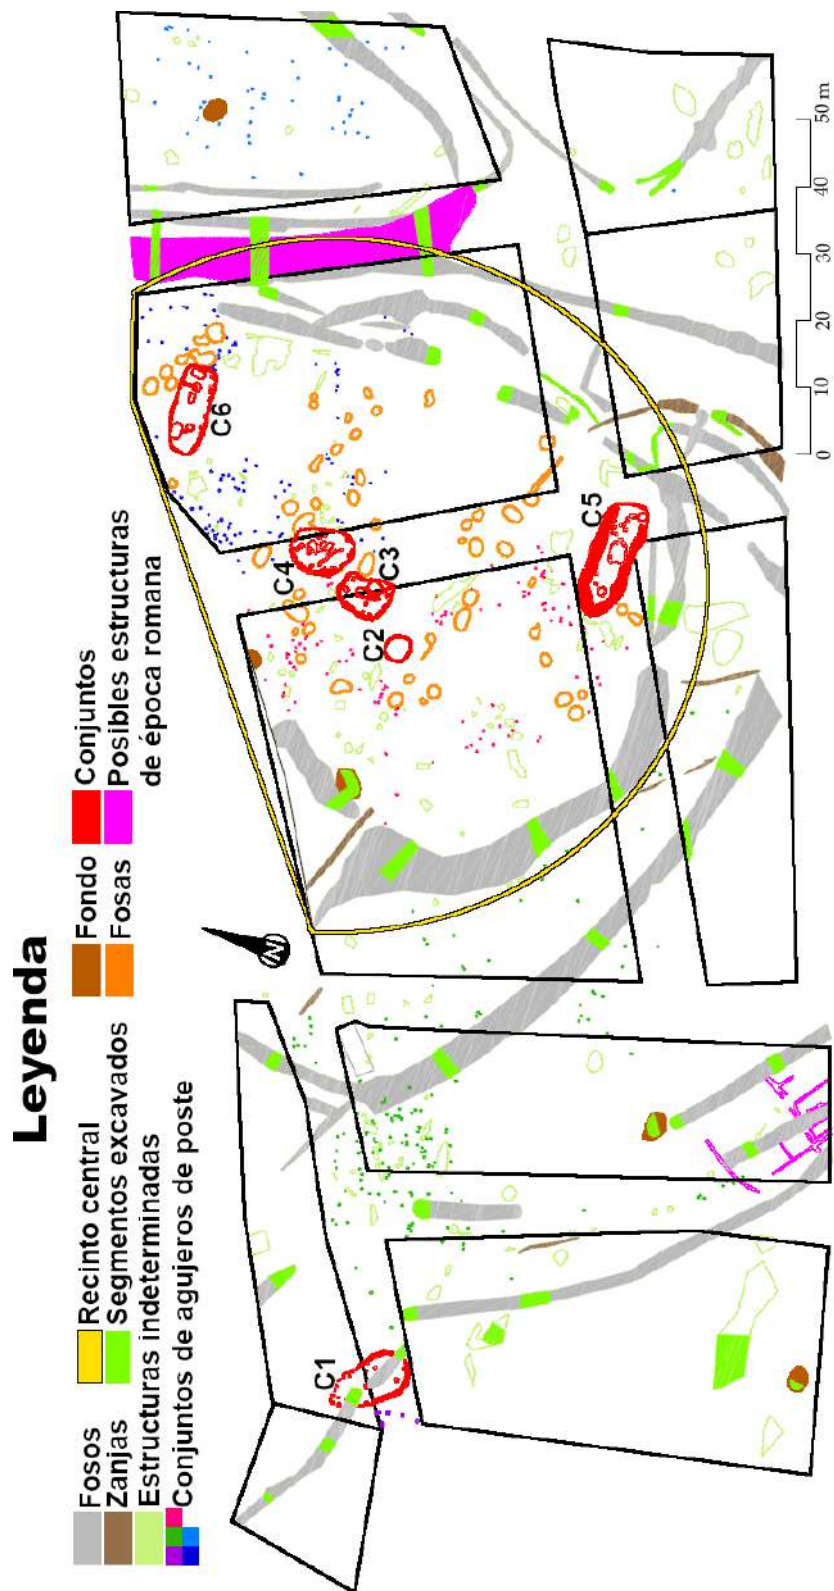 Leyenda
Fosos
Zanjas
Estructuras indeterminadas
Conjuntos de agujeros de poste
Recinto central
Segmentos excavados
Fondo
Fosas
Conjuntos
Posibles estructuras
de época romana
C1
C2
C3
C4
C5
C6
N
0 10 20 30 40 50 m